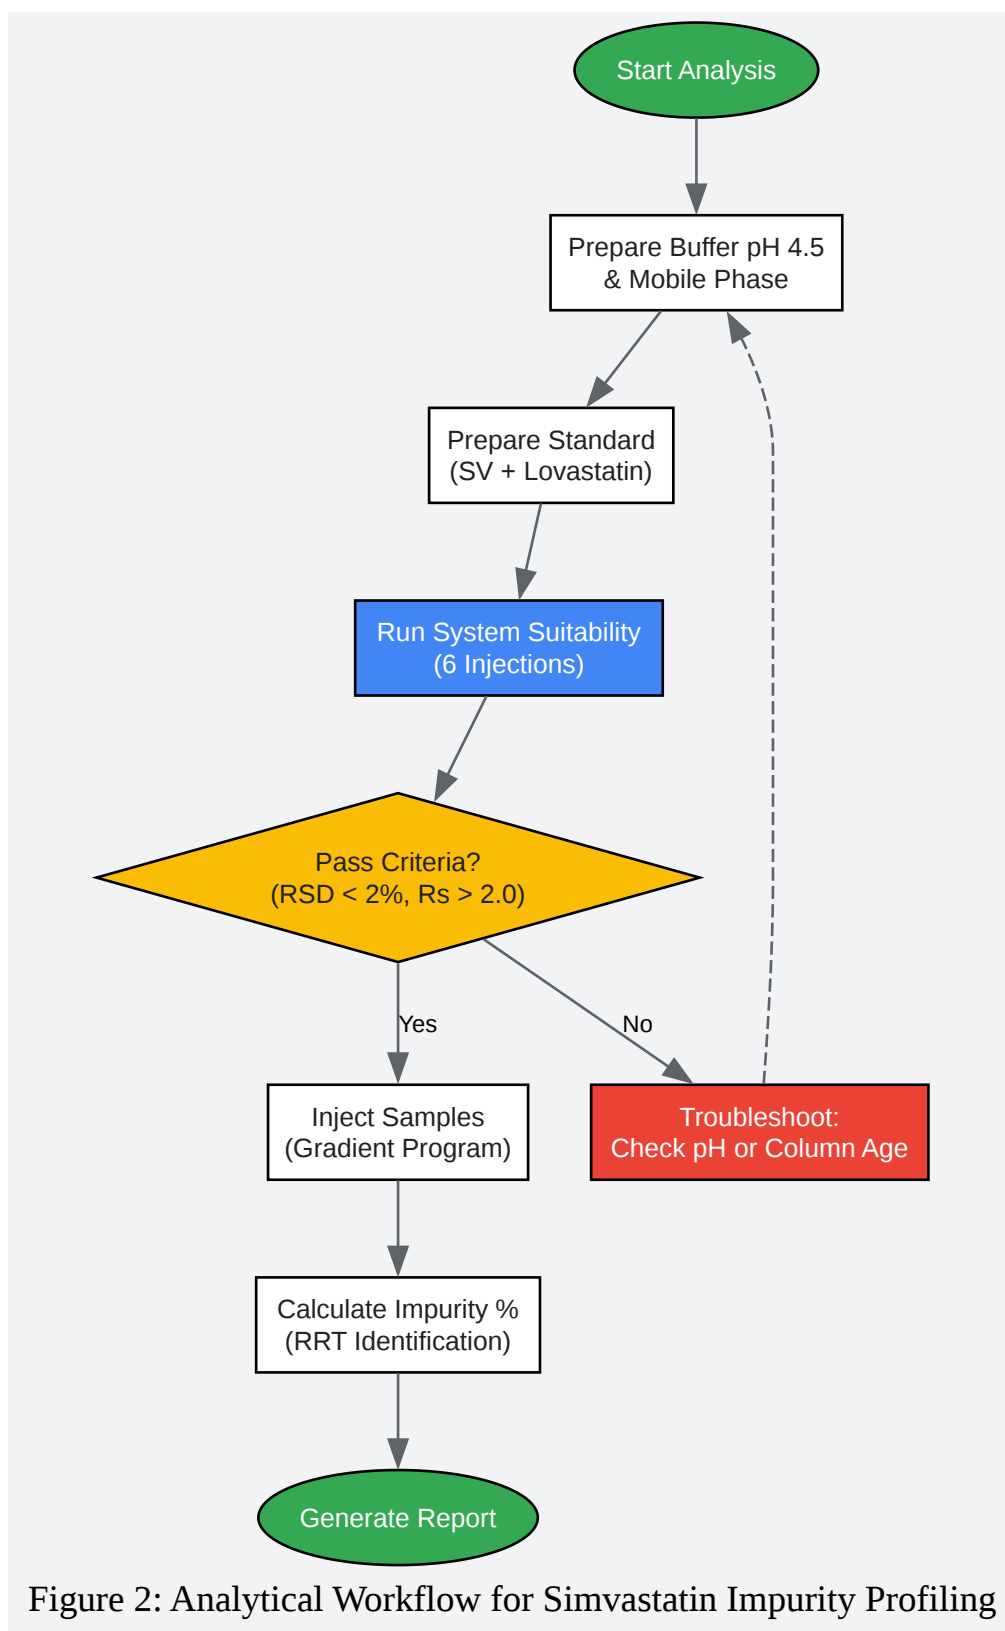 Start Analysis
Prepare Buffer pH 4.5
& Mobile Phase
Prepare Standard
(SV + Lovastatin)
Run System Suitability
(6 Injections)
Pass Criteria?
(RSD < 2%, Rs > 2.0)
Yes
No
Inject Samples
(Gradient Program)
Troubleshoot:
Check pH or Column Age
Calculate Impurity %
(RRT Identification)
Generate Report
Figure 2: Analytical Workflow for Simvastatin Impurity Profiling